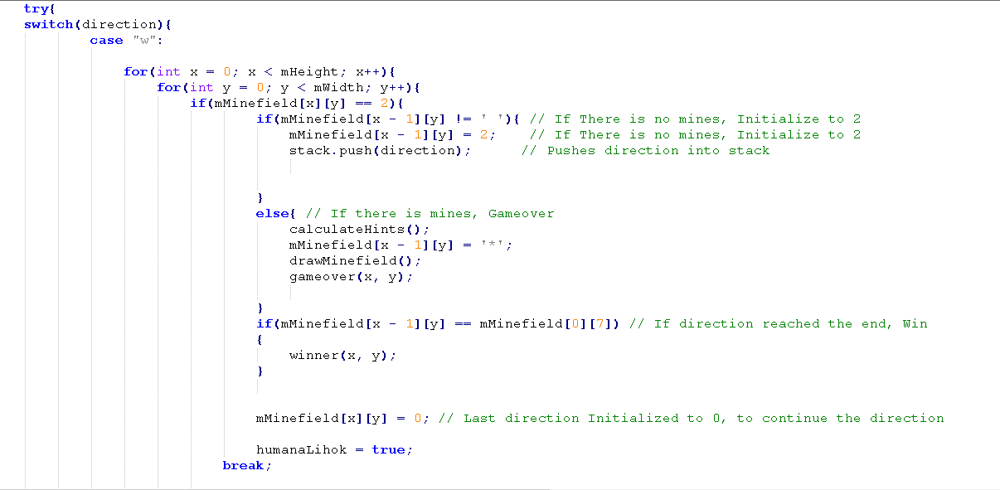 try{
switch(direction){
case "w":
for(int x = 0; x < mHeight; x++){
for(int y = 0; y < mWidth; y++){
if(mMinefield[x][y] == 2){
if(mMinefield[x - 1][y] != ' '){ // If There is no mines, Initialize to 2
mMinefield[x - 1][y] = 2; // If There is no mines, Initialize to 2
stack.push(direction); // Pushes direction into stack
}
else{ // If there is mines, Gameover
calculateHints();
mMinefield[x - 1][y] = '*';
drawMinefield();
gameover(x, y);
}
if(mMinefield[x - 1][y] == mMinefield[0][7]) // If direction reached the end, Win
{
winner(x, y);
}
mMinefield[x][y] = 0; // Last direction Initialized to 0, to continue the direction
humanaLihok = true;
break;